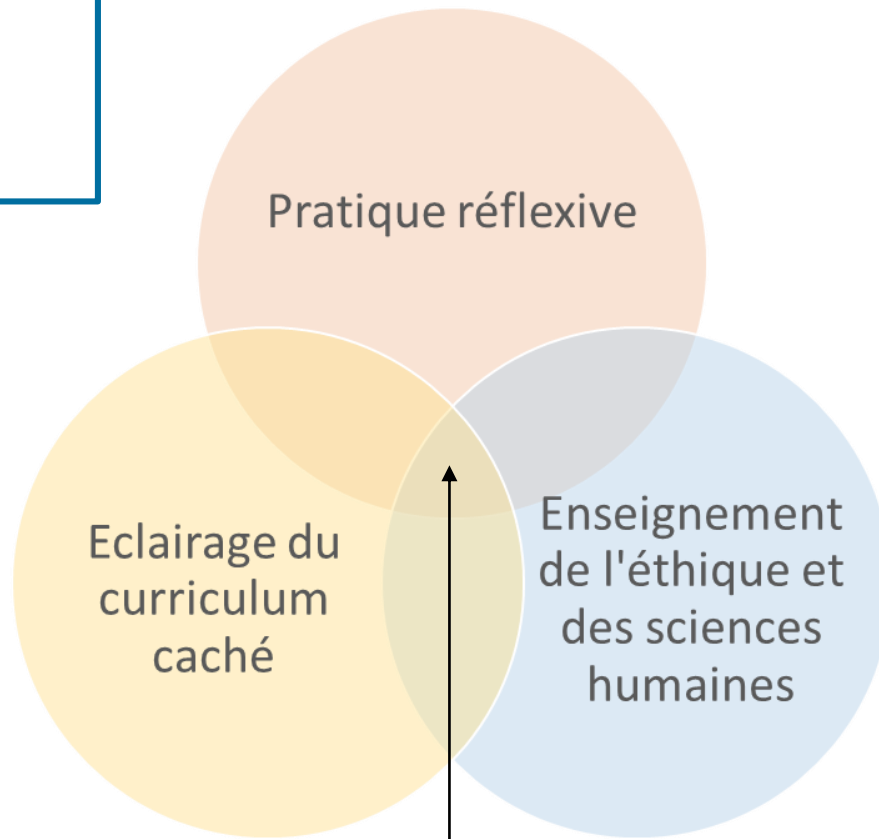 Pratique réflexive
Eclairage du
curriculum
caché
Enseignement
de l'éthique et
des sciences
humaines